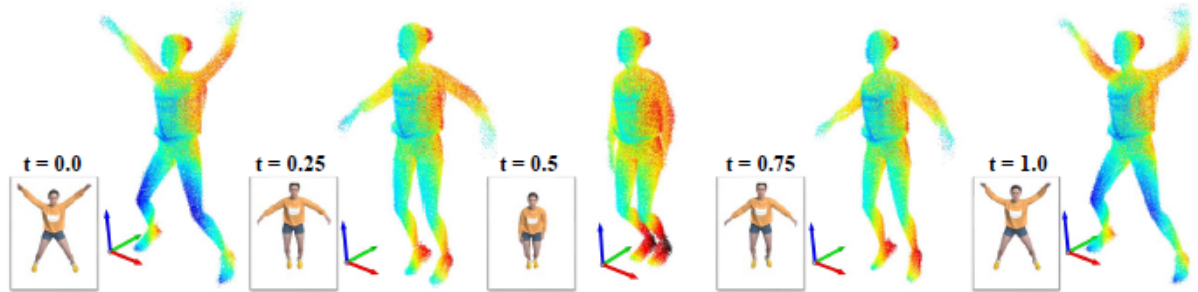 t = 0.0
t = 0.25
t = 0.5
t = 0.75
t = 1.0